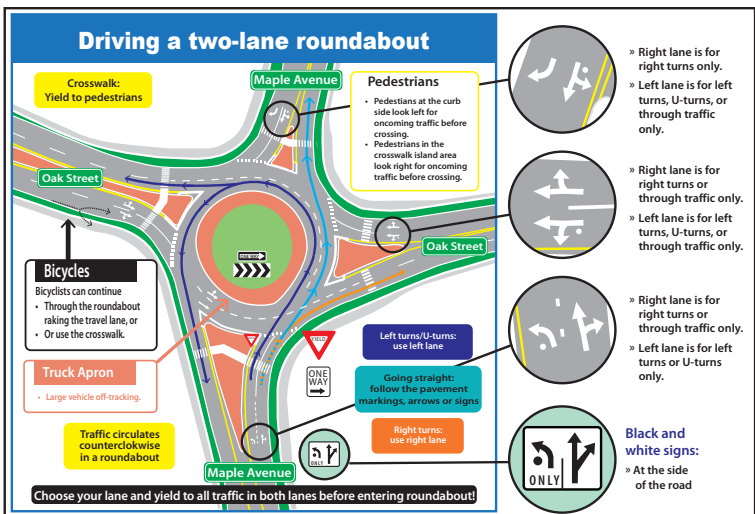 Driving a two-lane roundabout
Crosswalk:
Yield to pedestrians
Maple Avenue
Pedestrians
• Pedestians at the curb
side look left for
oncoming traffic before
crossing.
• Pedestrians in the
crosswalk island area
look right for oncoming
traffic before crossing.
Oak Street
Oak Street
ONE WAY
Bicycles
Bicyclists can continue
• Through the roundabout
raking the travel lane, or
• Or use the crosswalk.
Truck Apron
• Large vehicle off-tracking.
YIELD
ONE
WAY
Left turns/U-turns:
use left lane
Going straight:
follow the pavement
markings, arrows or signs
Right turns:
use right lane
Traffic circulates
counterclokwise
in a roundabout
Maple Avenue
ONLY
Choose your lane and yield to all traffic in both lanes before entering roundabout!
» Right lane is for
right turns only.
» Left lane is for left
turns, U-turns, or
through traffic
only.
» Right lane is for
right turns or
through traffic only.
» Left lane is for left
turns, U-turns, or
through traffic only.
» Right lane is for
right turns or
through traffic only.
» Left lane is for left
turns or U-turns
only.
ONLY
Black and
white signs:
» At the side
of the road